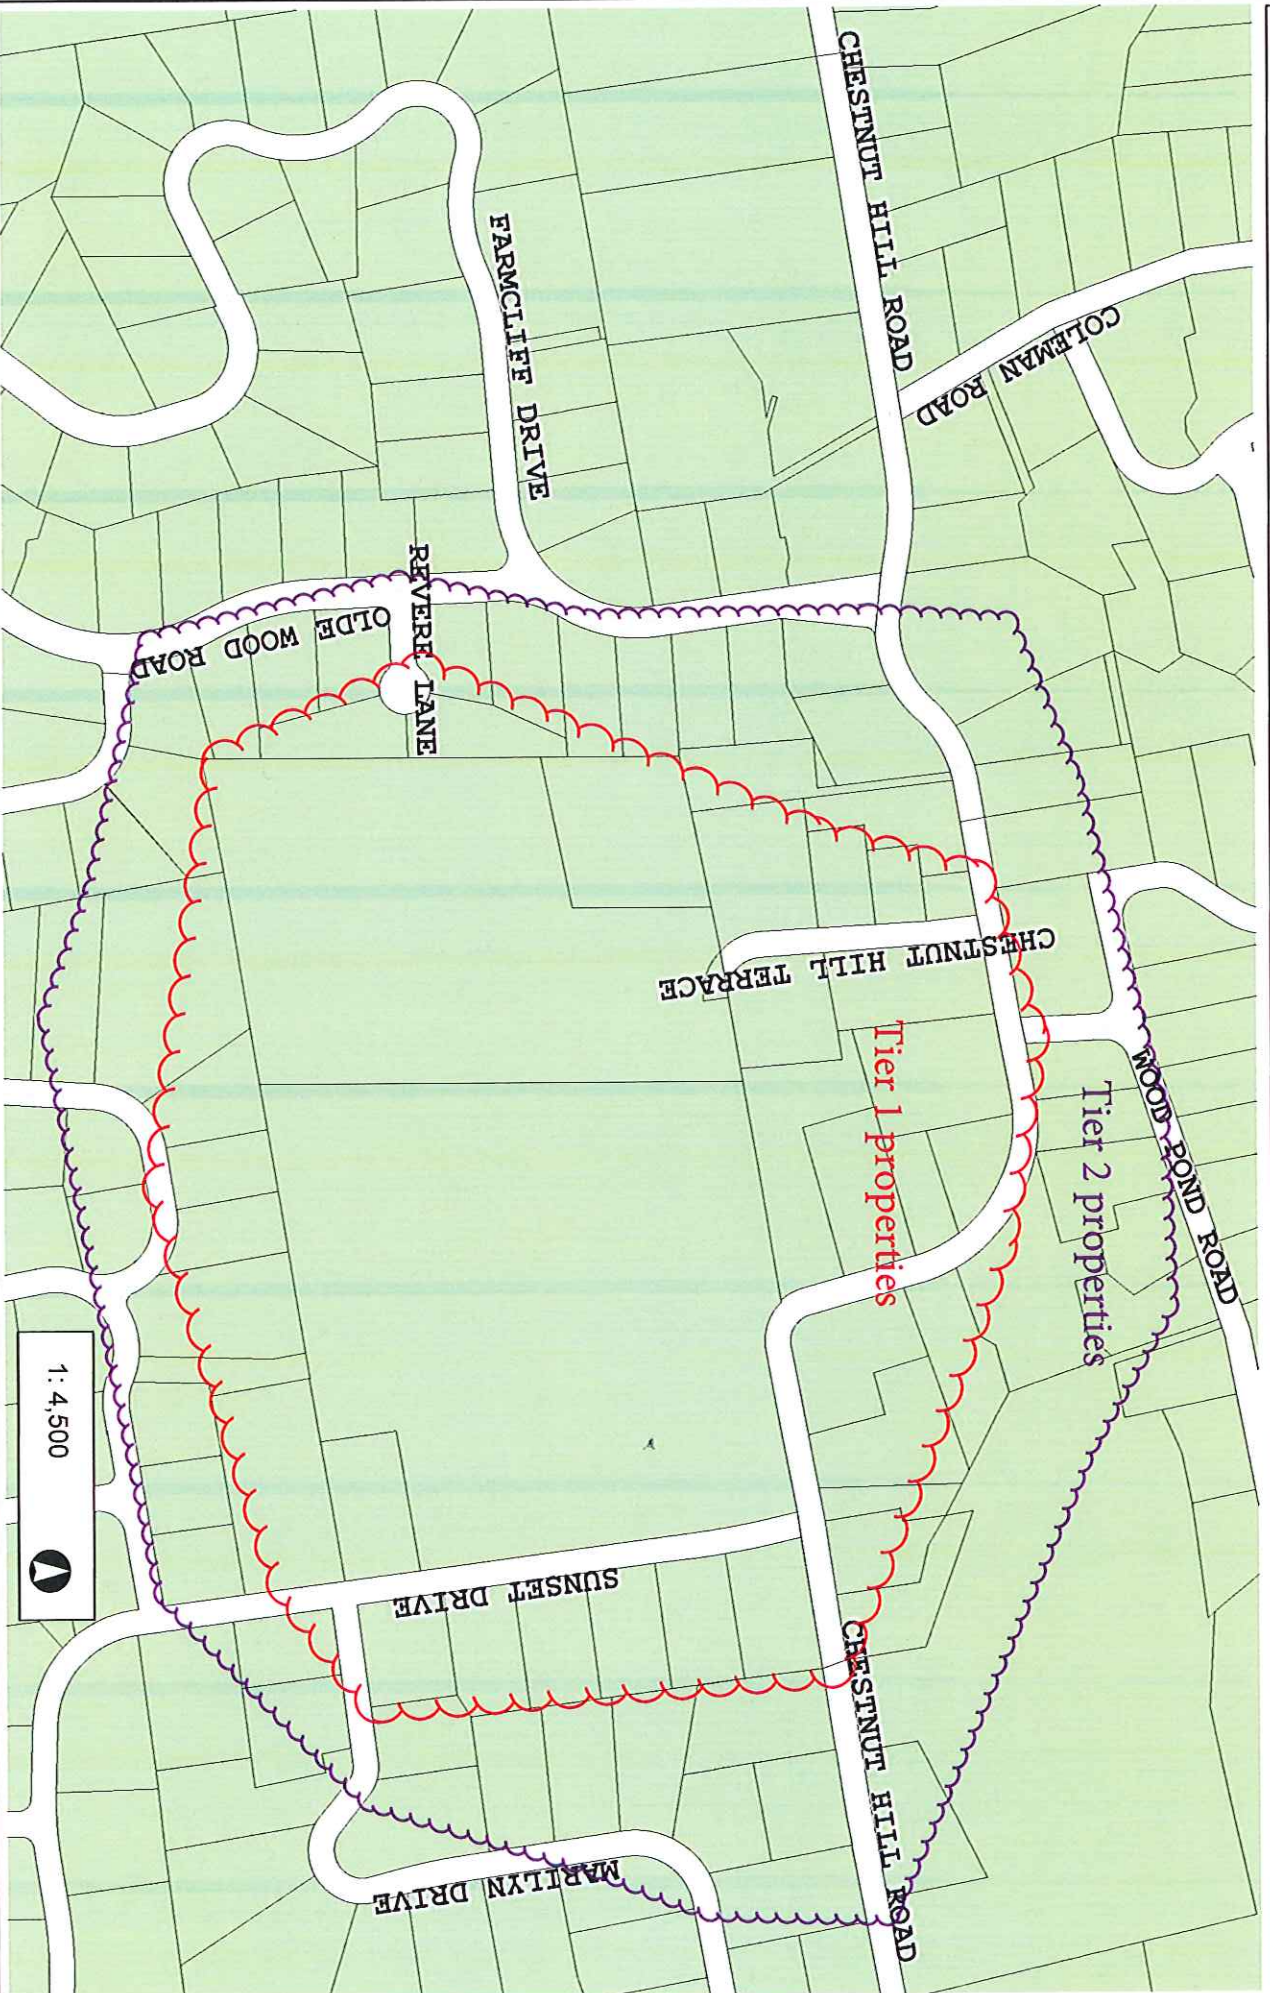 CHESTNUT HILL ROAD
COLEMAN ROAD
FARMCLIFF DRIVE
REVERE LANE
OLDE WOOD ROAD
CHESTNUT HILL TERRACE
Tier 1 properties
Tier 2 properties
WOOD POND ROAD
1: 4,500
SUNSET DRIVE
CHESTNUT HILL ROAD
MARILYN DRIVE